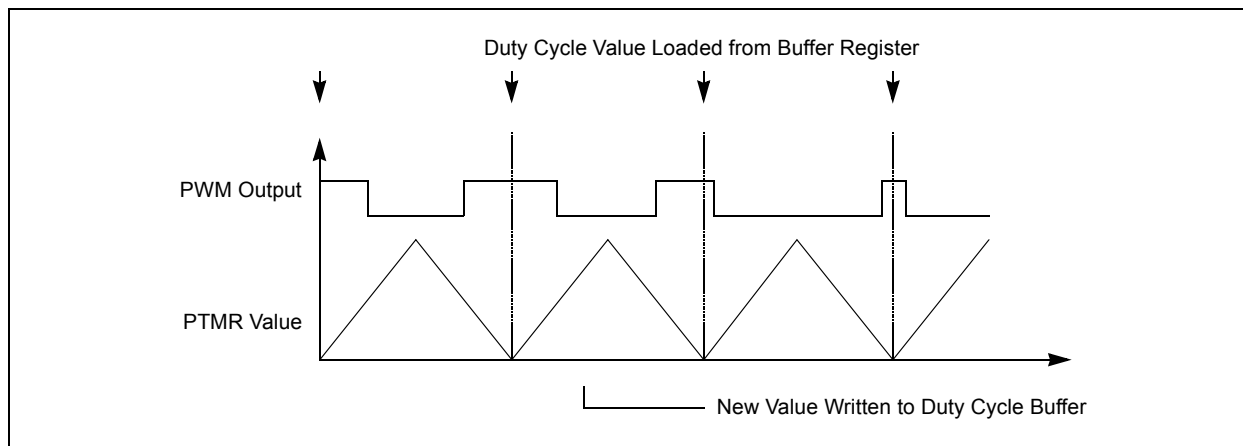 Duty Cycle Value Loaded from Buffer Register
PWM Output
PTMR Value
New Value Written to Duty Cycle Buffer